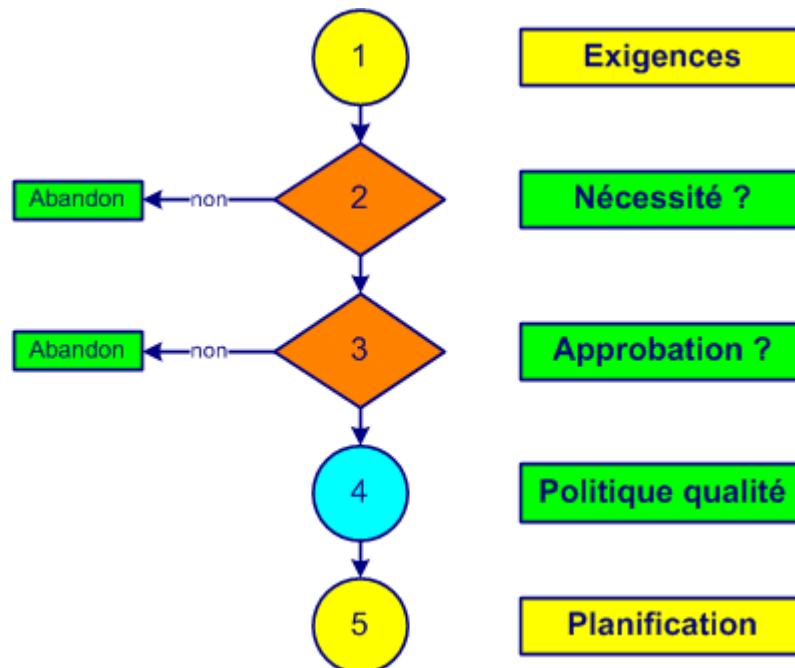 1
Exigences
Abandon
non
2
Nécessité ?
Abandon
non
3
Approbation ?
4
Politique qualité
5
Planification